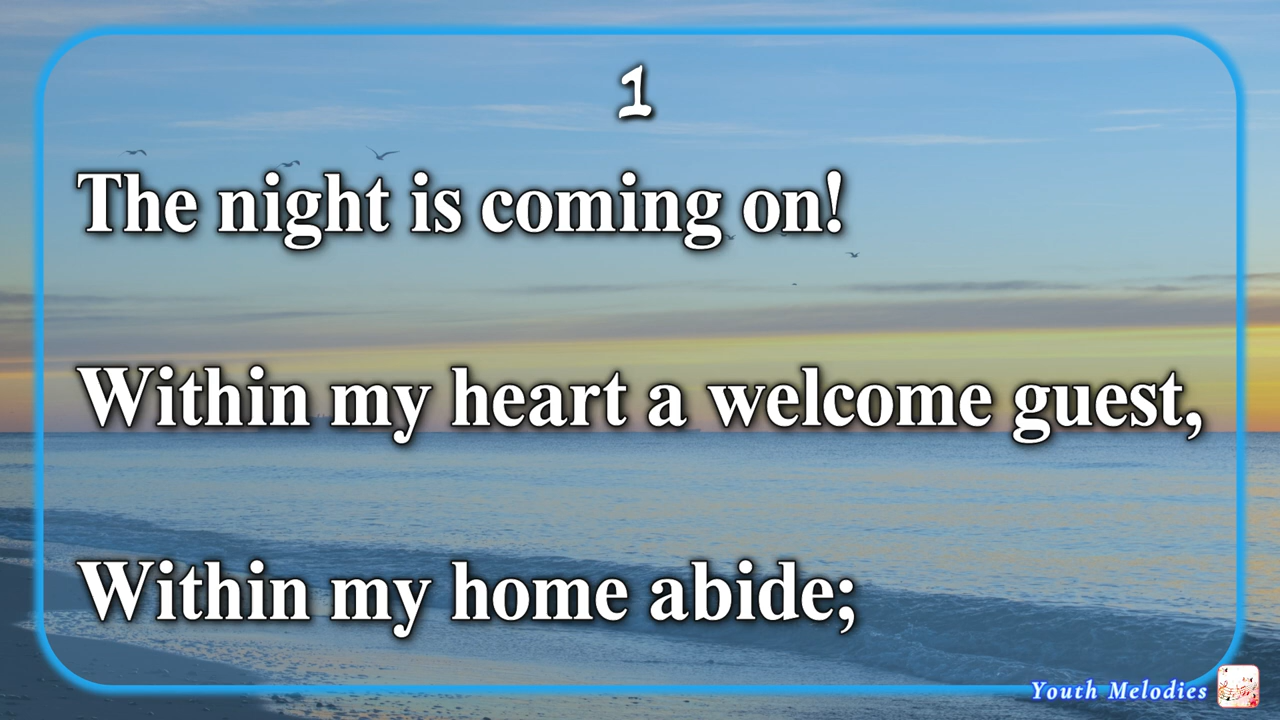 1
The night is coming on!
Within my heart a welcome guest,
Within my home abide;
Youth Melodies